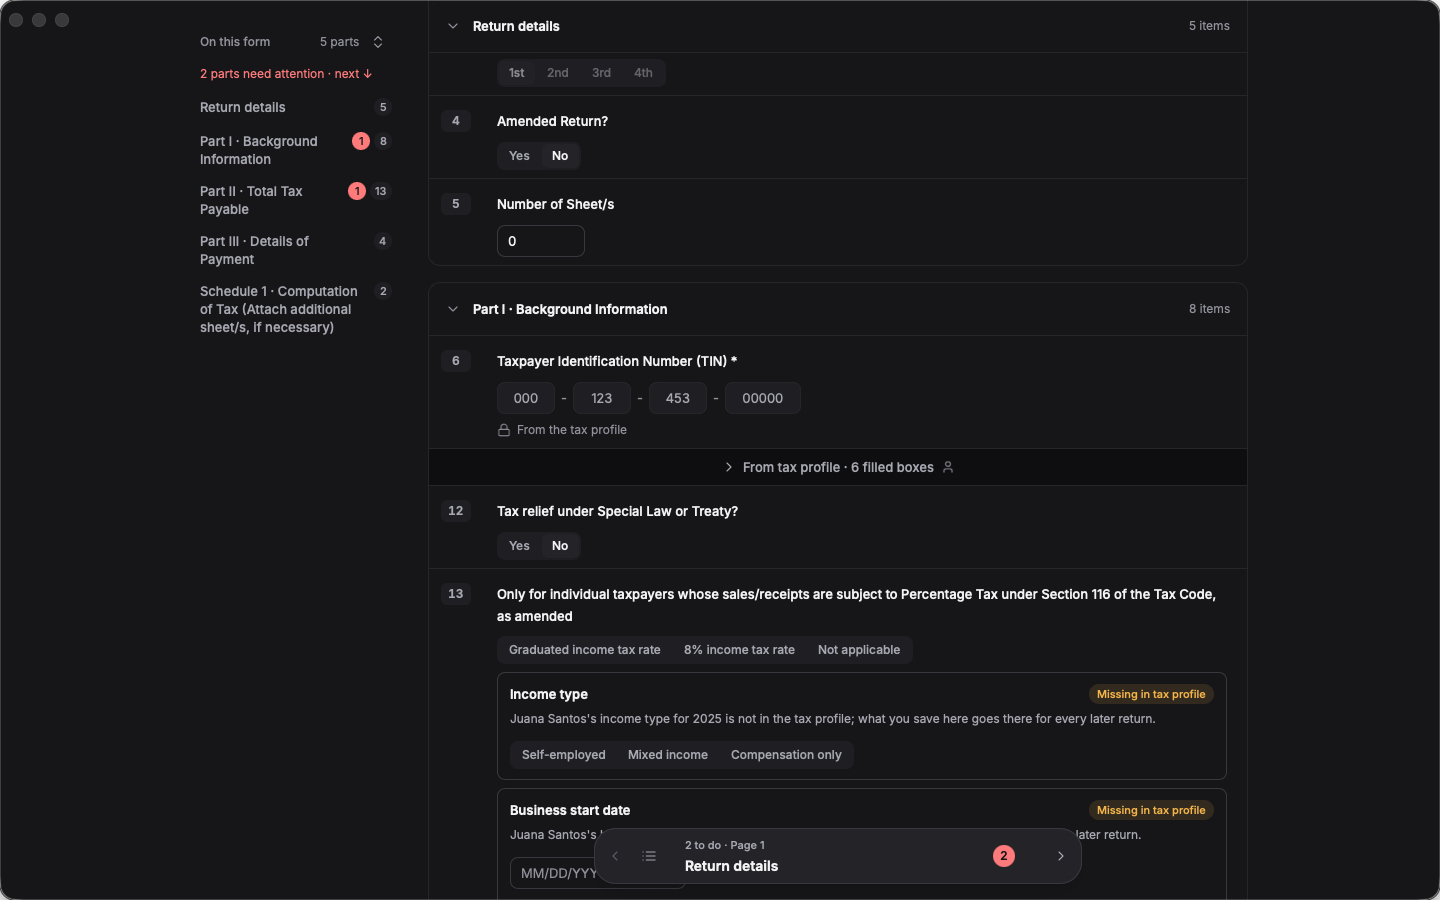 On this form
5 parts
2 parts need attention · next ↓
Return details
5
Part I · Background
Information
1
8
Part II · Total Tax
Payable
1
13
Part III · Details of
Payment
4
Schedule 1 · Computation
of Tax (Attach additional
sheet/s, if necessary)
2
Return details
5 items
1st 2nd 3rd 4th
4
Amended Return?
Yes No
5
Number of Sheet/s
0
Part I · Background Information
8 items
6
Taxpayer Identification Number (TIN) *
000 - 123 - 453 - 00000
From the tax profile
From tax profile · 6 filled boxes
12
Tax relief under Special Law or Treaty?
Yes No
13
Only for individual taxpayers whose sales/receipts are subject to Percentage Tax under Section 116 of the Tax Code,
as amended
Graduated income tax rate 8% income tax rate Not applicable
Income type
Missing in tax profile
Juana Santos's income type for 2025 is not in the tax profile; what you save here goes there for every later return.
Self-employed Mixed income Compensation only
Business start date
Missing in tax profile
Juana Santos's
later return.
MM/DD/YYY
2 to do · Page 1
Return details
2